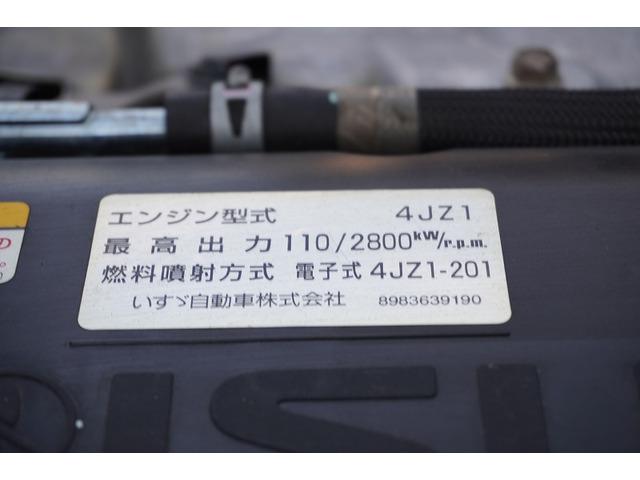 エンジン型式 4JZ1
最高出力 110/2800kW/r.p.m.
燃料噴射方式 電子式 4JZ1-201
いすゞ自動車株式会社 8983639190